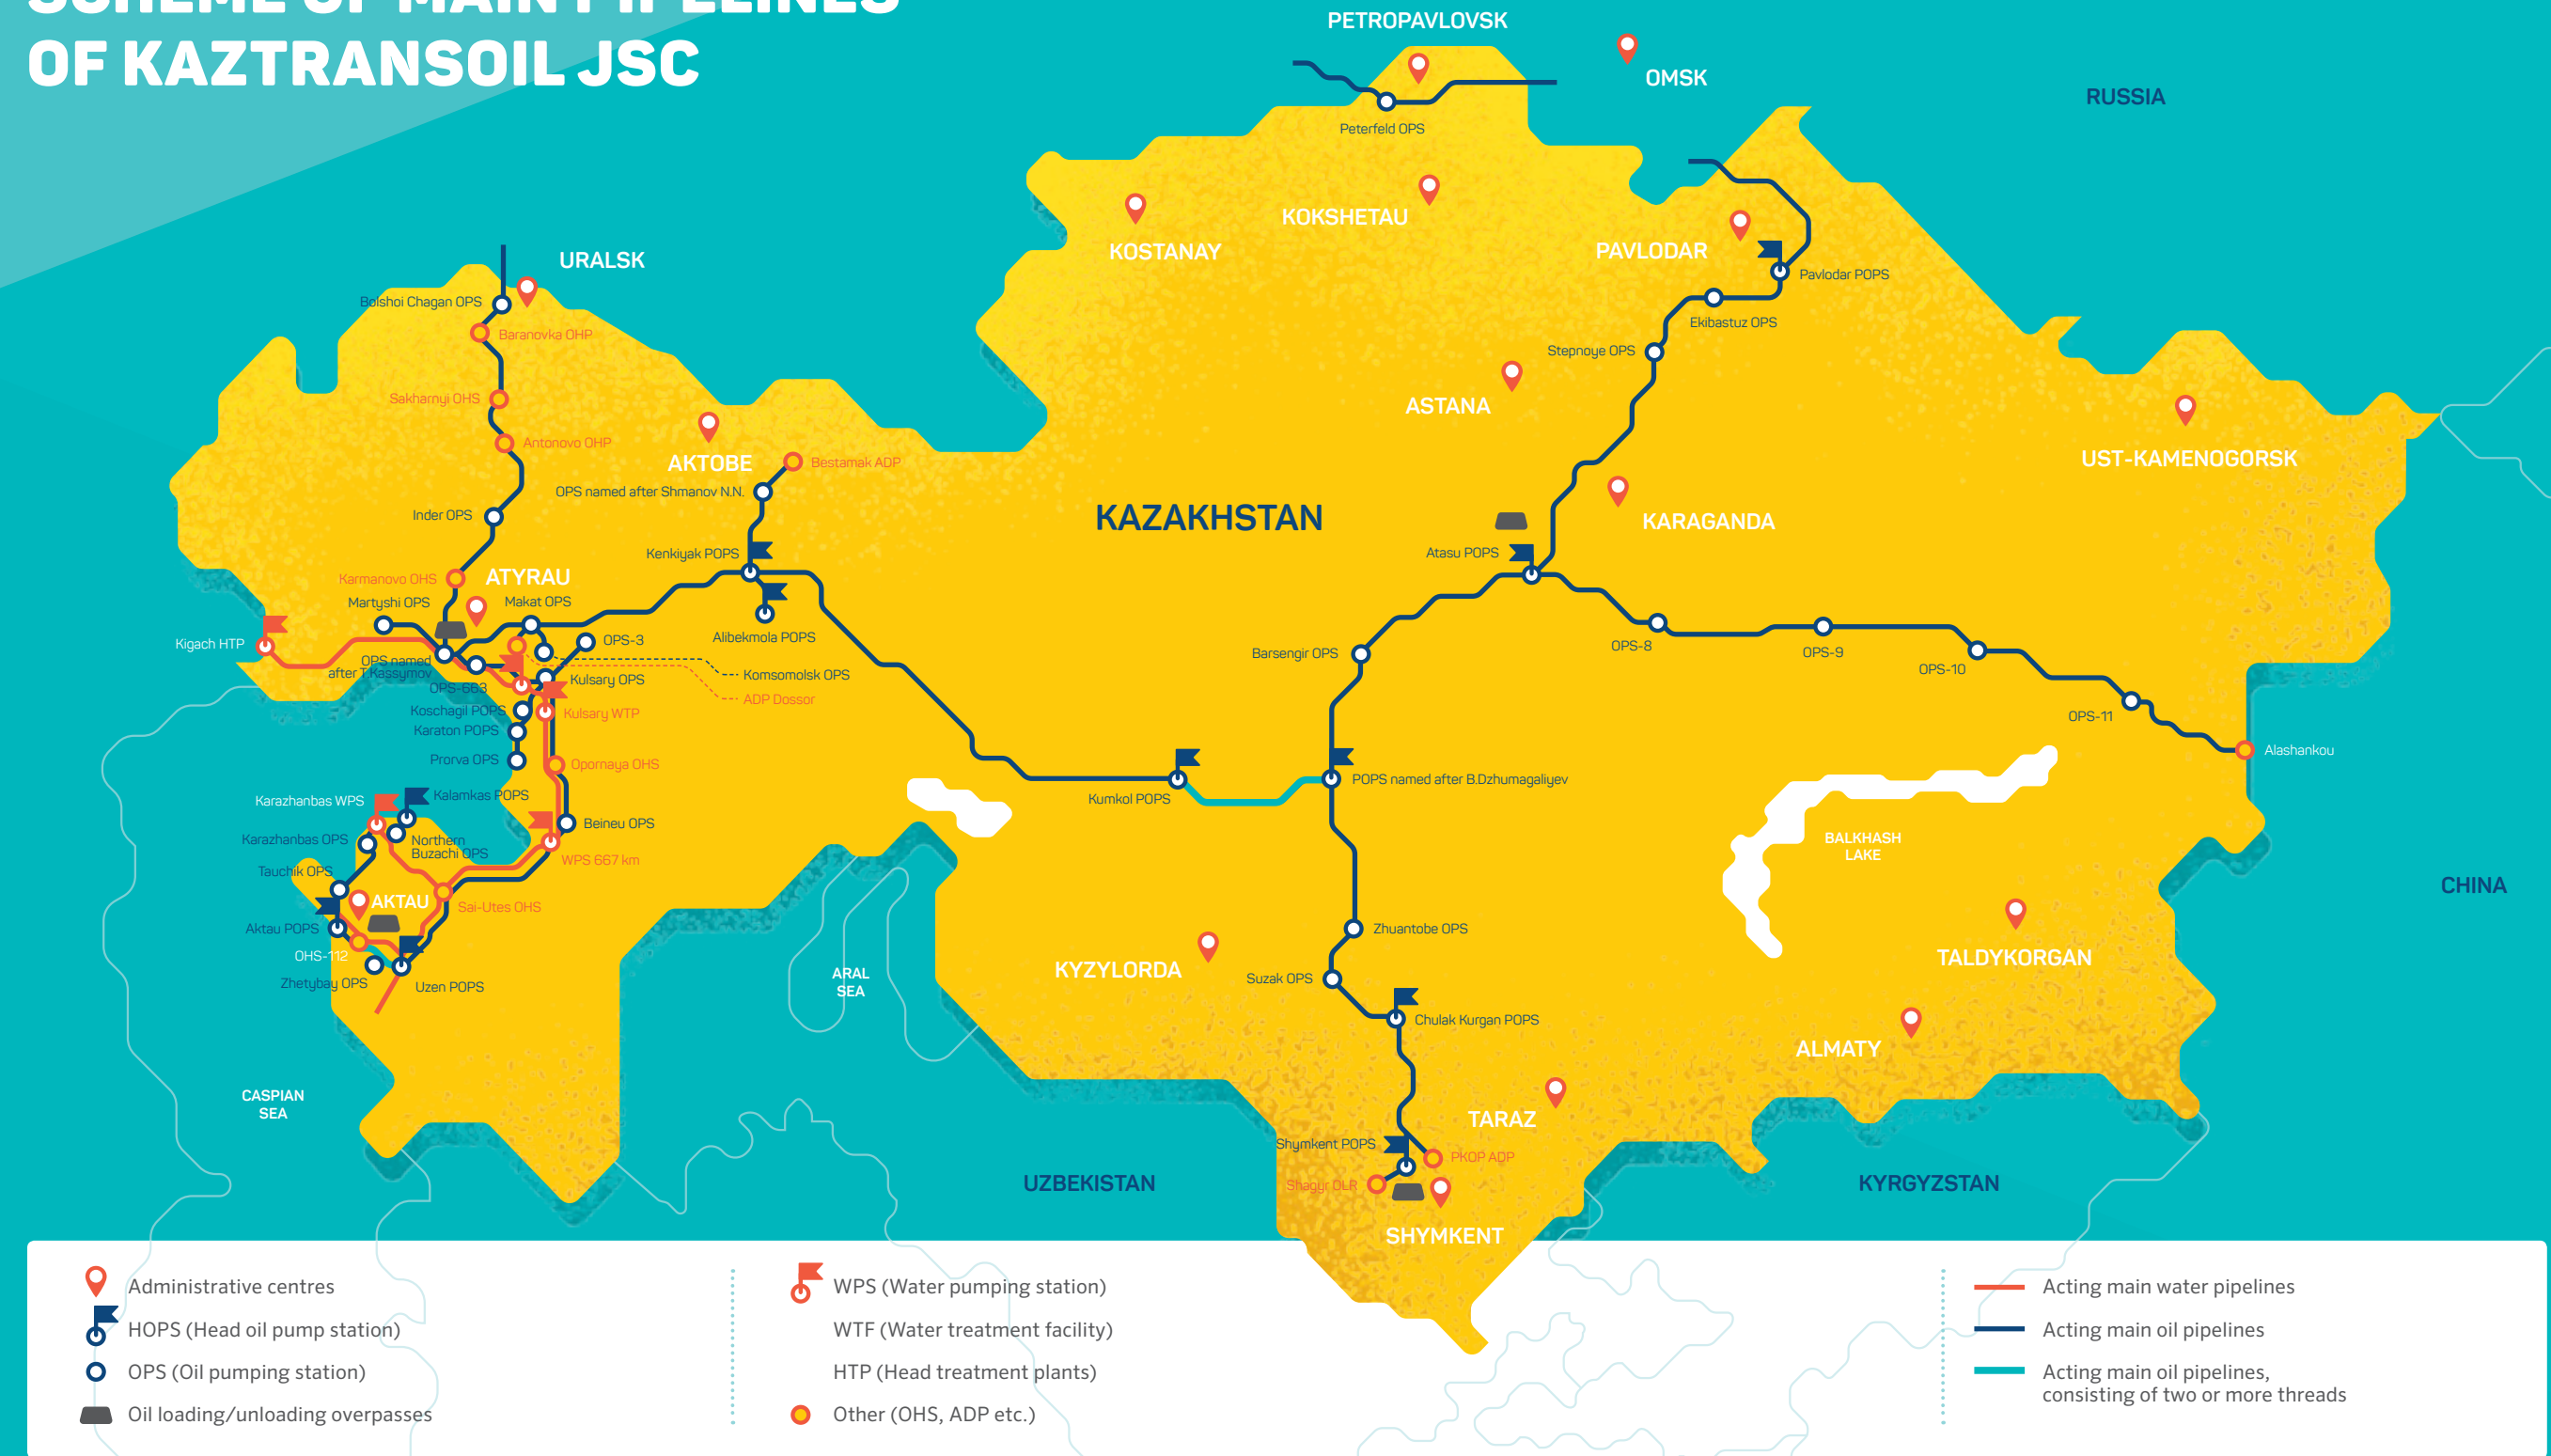 SCHEME OF MAIN PIPELINES
OF KAZTRANSOIL JSC
PETROPAVLOVSK
OMSK
RUSSIA
Peterfeld OPS
KOSTANAY
KOKSHETAU
PAVLODAR
Pavlodar POPS
Ekibastuz OPS
Stepnoye OPS
ASTANA
KARAGANDA
UST-KAMENOGORSK
URALSK
Bolshoi Chagan OPS
Baranovka OHP
Sakharnyi OHS
Antonovo OHP
AKTOBE
Bestamak ADP
OPS named after Shmanov N.N.
Inder OPS
Kenkiyak POPS
KAZAKHSTAN
Atasu POPS
Karmanovo OHS
ATYRAU
Martyshi OPS
Makat OPS
Alibekmola POPS
Kigach HTP
OPS-3
OPS named
after T.Kassymov
Komsomolsk OPS
Kulsary OPS
OPS-663
ADP Dossor
Koschagil POPS
Kulsary WTP
Karaton POPS
Prorva OPS
Opornaya OHS
Barsengir OPS
OPS-8
OPS-9
OPS-10
OPS-11
Alashankou
Kumkol POPS
POPS named after B.Dzhumagaliyev
Karazhanbas WPS
Kalamkas POPS
Karazhanbas OPS
Northern
Buzachi OPS
Beineu OPS
WPS 667 km
Tauchik OPS
AKTAU
Sai-Utes OHS
Aktau POPS
OHS-112
Zhetybay OPS
Uzen POPS
BALKHASH
LAKE
CHINA
Zhuantobe OPS
KYZYLORDA
Suzak OPS
ARAL
SEA
TALDYKORGAN
Chulak Kurgan POPS
ALMATY
CASPIAN
SEA
TARAZ
Shymkent POPS
PKOP ADP
Shagyr OLR
UZBEKISTAN
KYRGYZSTAN
SHYMKENT
Administrative centres
HOPS (Head oil pump station)
OPS (Oil pumping station)
Oil loading/unloading overpasses
WPS (Water pumping station)
WTF (Water treatment facility)
HTP (Head treatment plants)
Other (OHS, ADP etc.)
Acting main water pipelines
Acting main oil pipelines
Acting main oil pipelines,
consisting of two or more threads